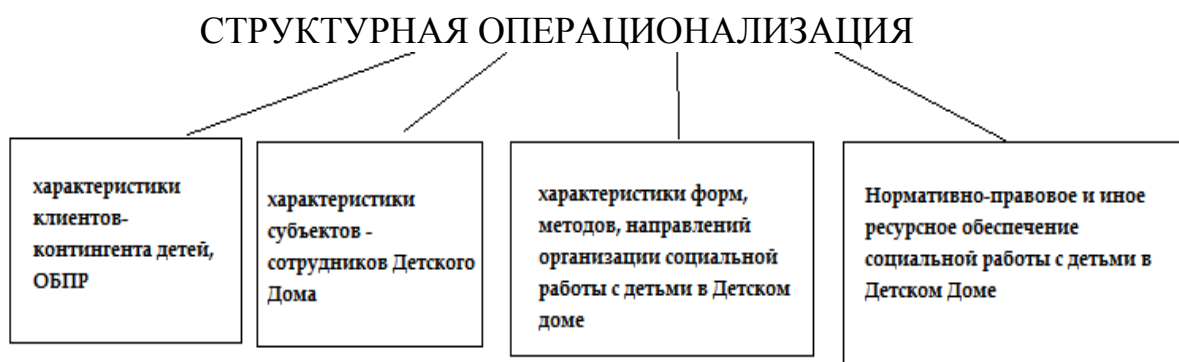 СТРУКТУРНАЯ ОПЕРАЦИОНАЛИЗАЦИЯ
характеристики
клиентов-
контингента детей,
ОБПР
характеристики
субъектов -
сотрудников Детского
Дома
характеристики форм,
методов, направлений
организации социальной
работы с детьми в Детском
доме
Нормативно-правовое и иное
ресурсное обеспечение
социальной работы с детьми в
Детском Доме